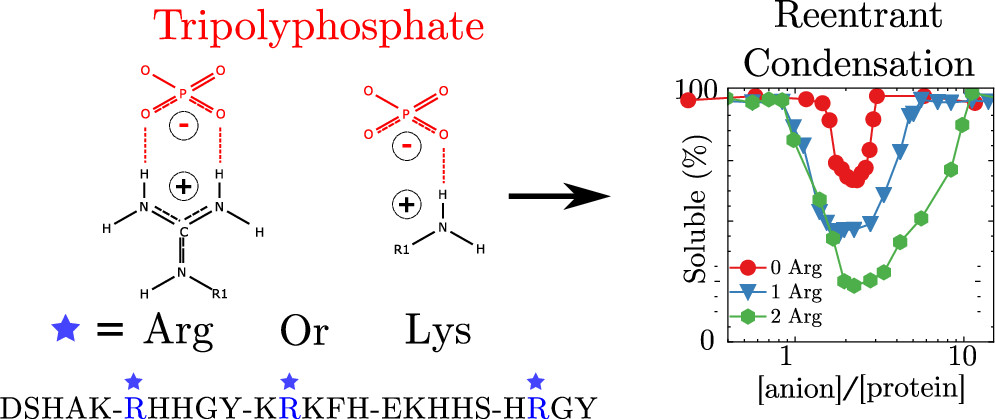 Tripolyphosphate
O O
P
O O
-
H H
+
N N
H C H
N
H R1
O O
P
O O
-
H
+
N
R1 H
★ = Arg Or Lys
DSHAK-RHHGY-KRKFH-EKHHS-HRGY
Reentrant
Condensation
100
Soluble (%)
0 Arg
1 Arg
2 Arg
0
1 10
[anion]/[protein]